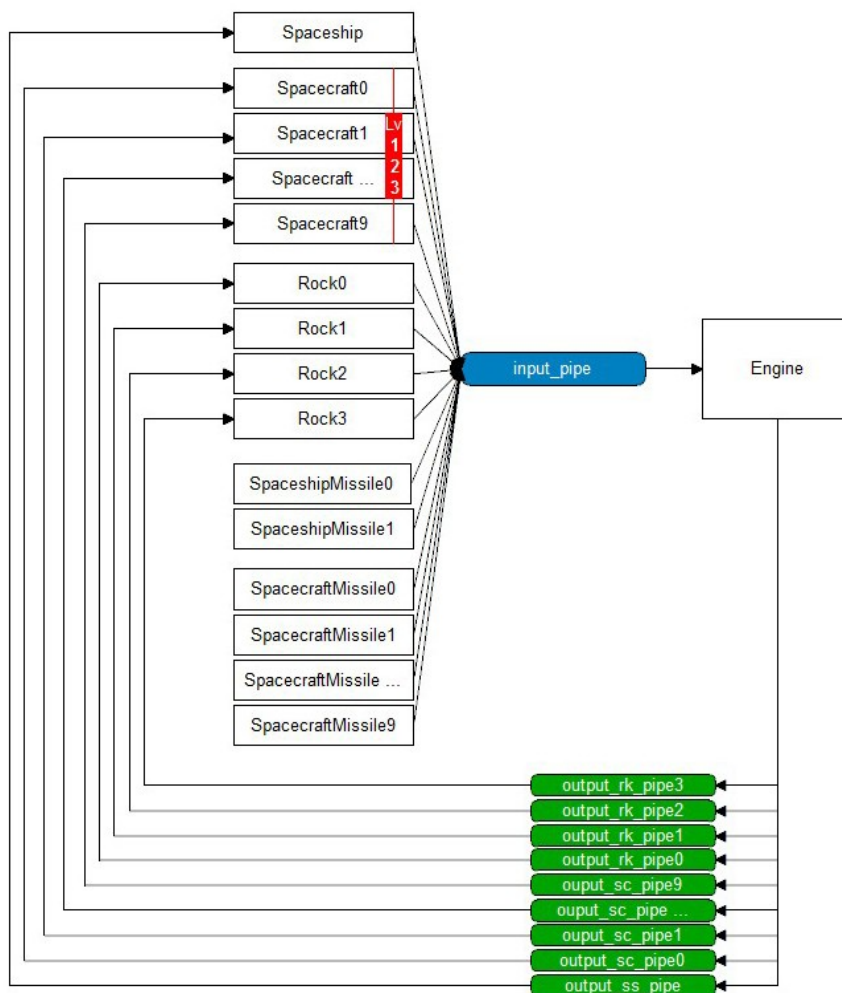 Spaceship
Spacecraft0
Lv
Spacecraft1
1
2
Spacecraft ...
3
Spacecraft9
Rock0
Rock1
Rock2
input_pipe
Engine
Rock3
SpaceshipMissile0
SpaceshipMissile1
SpacecraftMissile0
SpacecraftMissile1
SpacecraftMissile ...
SpacecraftMissile9
output_rk_pipe3
output_rk_pipe2
output_rk_pipe1
output_rk_pipe0
ouput_sc_pipe9
ouput_sc_pipe ...
ouput_sc_pipe1
output_sc_pipe0
output_ss_pipe